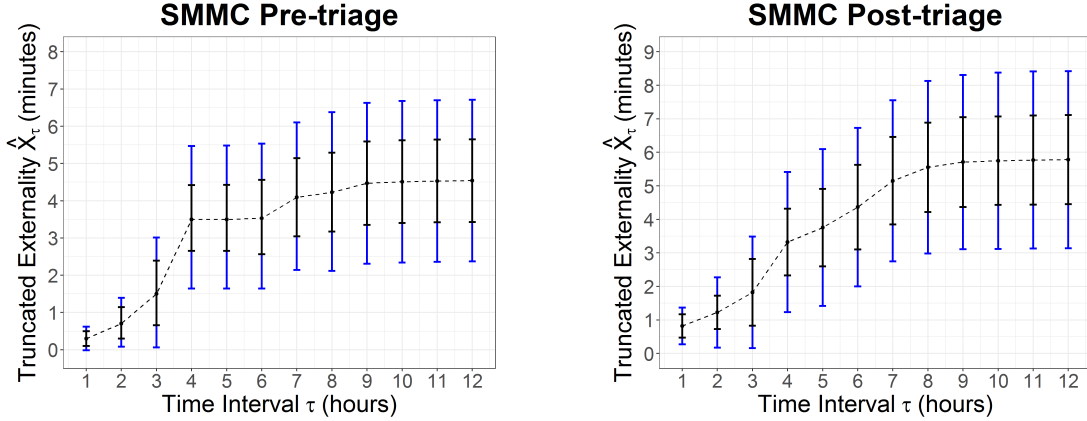 SMMC Pre-triage
Truncated Externality X̂τ (minutes)
8
7
6
5
4
3
2
1
0
1 2 3 4 5 6 7 8 9 10 11 12
Time Interval τ (hours)
SMMC Post-triage
Truncated Externality X̂τ (minutes)
9
8
7
6
5
4
3
2
1
0
1 2 3 4 5 6 7 8 9 10 11 12
Time Interval τ (hours)